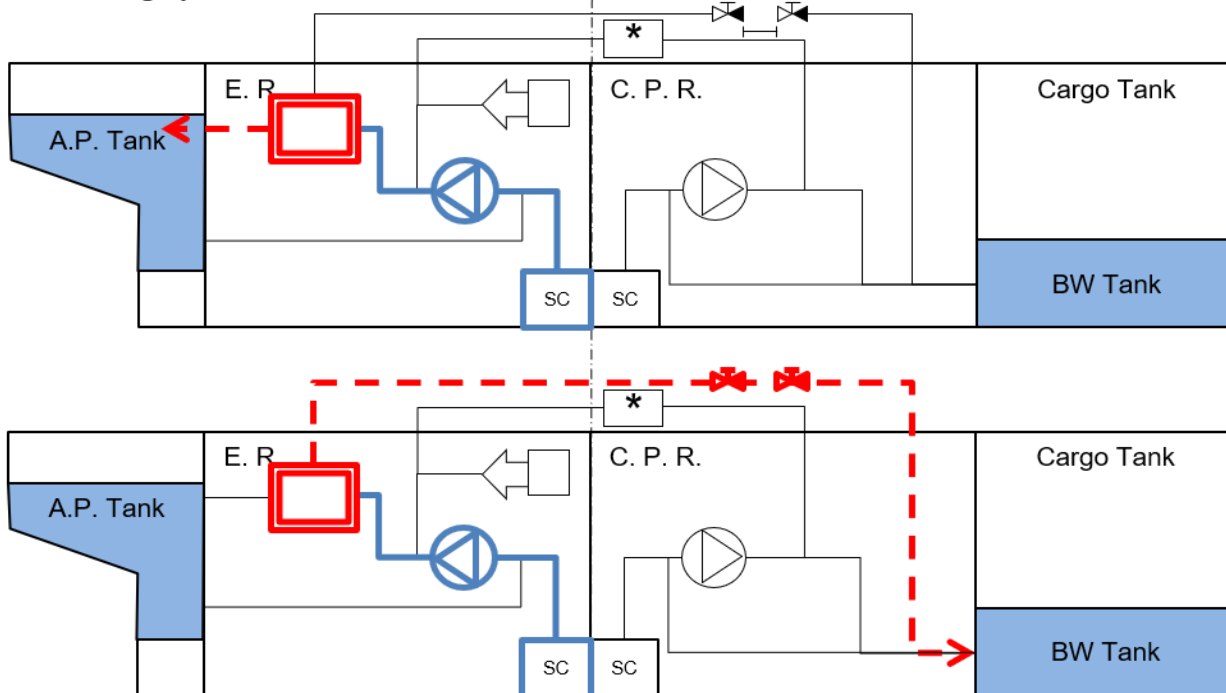 *
E. R.
C. P. R.
Cargo Tank
A.P. Tank
BW Tank
SC
SC
*
E. R.
C. P. R.
Cargo Tank
A.P. Tank
BW Tank
SC
SC